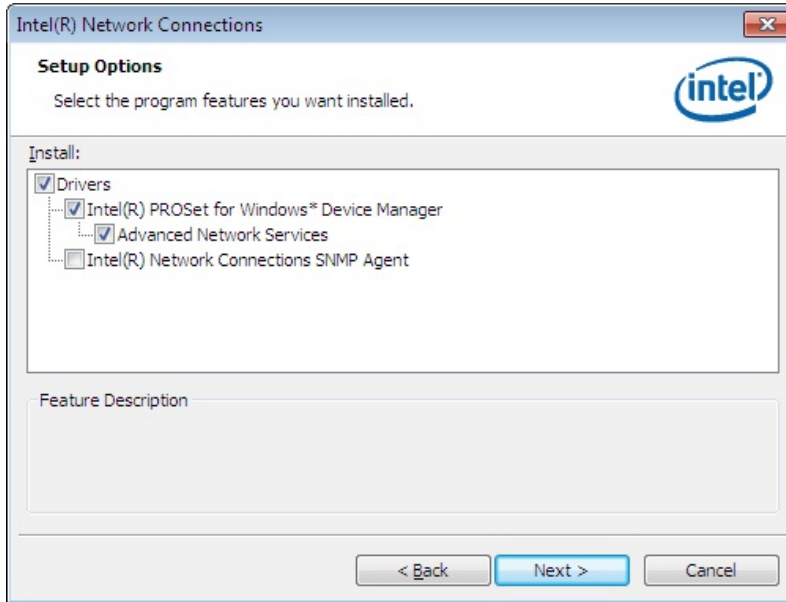 Intel(R) Network Connections
Setup Options
Select the program features you want installed.
intel
Install:
Drivers
Intel(R) PROSet for Windows* Device Manager
Advanced Network Services
Intel(R) Network Connections SNMP Agent
Feature Description
< Back
Next >
Cancel